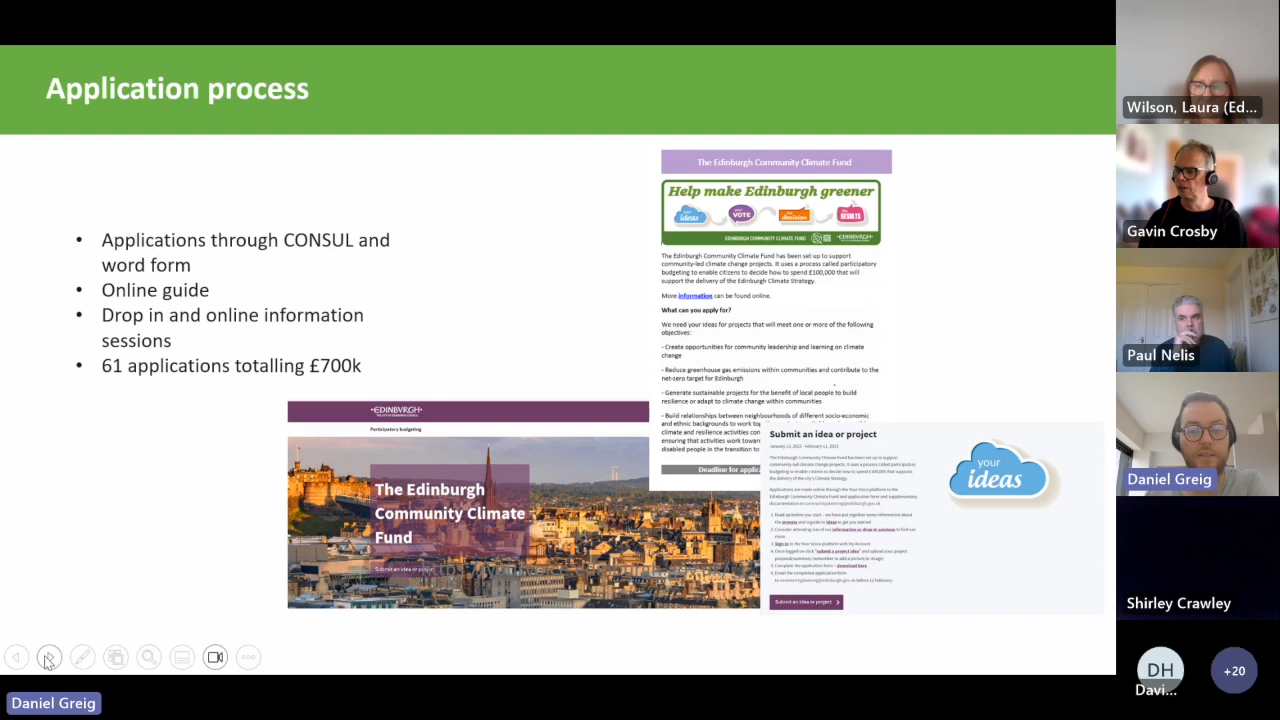 Application process
• Applications through CONSUL and
word form
• Online guide
• Drop in and online information
sessions
• 61 applications totalling £700k
The Edinburgh Community Climate Fund
Help make Edinburgh greener
ideas
your
VOTE
the
decision
the
RESULTS
EDINBURGH COMMUNITY CLIMATE FUND
•EDINBVRGH•
The Edinburgh Community Climate Fund has been set up to support
community-led climate change projects. It uses a process called participatory
budgeting to enable citizens to decide how to spend £100,000 that will
support the delivery of the Edinburgh Climate Strategy.
More information can be found online.
What can you apply for?
We need your ideas for projects that will meet one or more of the following
objectives:
- Create opportunities for community leadership and learning on climate
change
- Reduce greenhouse gas emissions within communities and contribute to the
net-zero target for Edinburgh
- Generate sustainable projects for the benefit of local people to build
resilience or adapt to climate change within communities
- Build relationships between neighbourhoods of different socio-economic
and ethnic backgrounds to work
climate and resilience activities
ensuring that activities work
disabled people in the transition to
Deadline for
•EDINBVRGH•
THE CITY OF EDINBURGH COUNCIL
Participatory budgeting
The Edinburgh
Community Climate
Fund
Submit an idea or project
Submit an idea or project
The Edinburgh Community Climate Fund has been set up to support
community-led climate change projects. It uses a process called participatory
budgeting to enable citizens to decide how to spend £100,000 that supports
the delivery of the city's Climate Strategy.
Applications are made online through the Your Voice platform to the
Edinburgh Community Climate Fund and application form and supplementary
documentation to communityplanning@edinburgh.gov.uk
1. Read up before you start - we have put together some information about
the process and a guide to ideas to get you started
2. Consider attending one of our information or drop in sessions to find out
more
3. Sign in to the Your Voice platform with My Account
4. Once logged on click "submit a project idea" and upload your project
proposal/summary (remember to add a picture or image)
5. Complete the application form - download here
6. Email the completed application form
to communityplanning@edinburgh.gov.uk before 12 February.
Submit an idea or project
your
ideas
Wilson, Laura (Ed...
Gavin Crosby
Paul Nelis
Daniel Greig
Shirley Crawley
DH
Davi...
+20
Daniel Greig